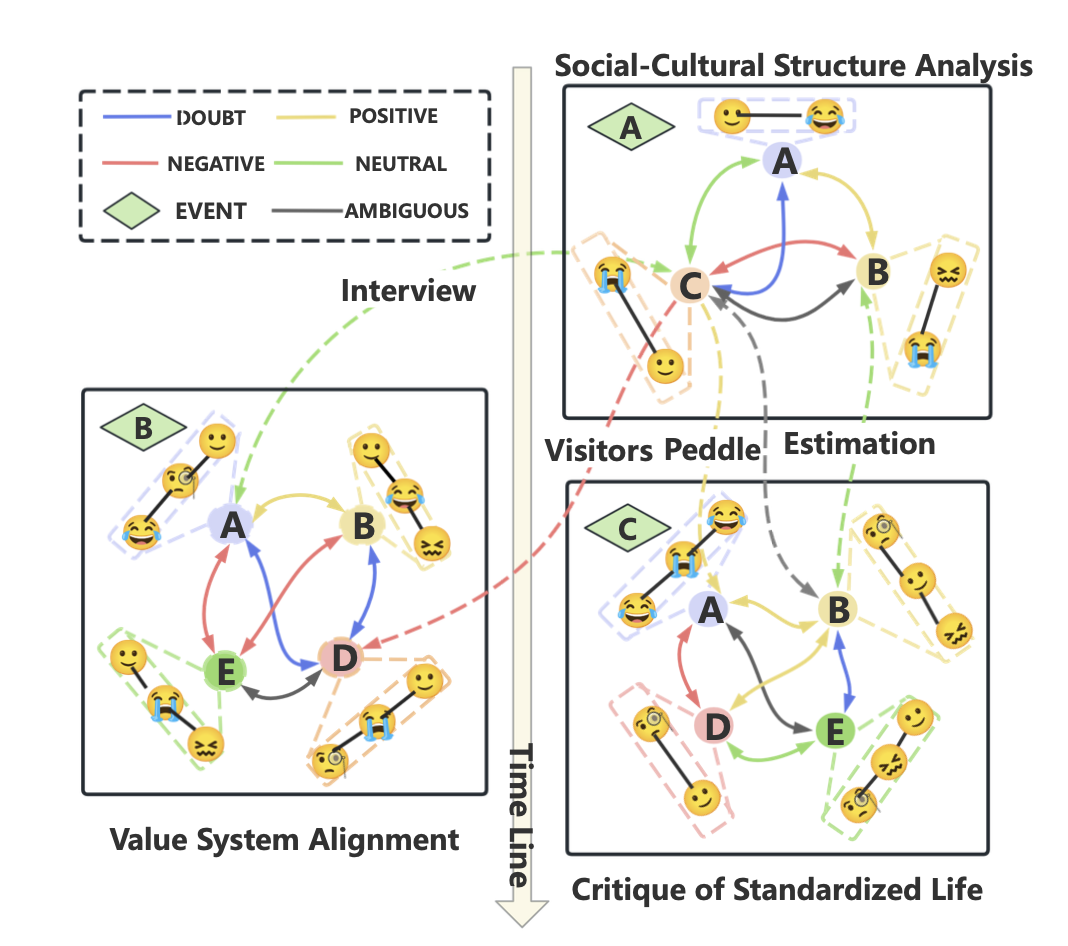 Social-Cultural Structure Analysis
DOUBT
POSITIVE
NEGATIVE
NEUTRAL
EVENT
AMBIGUOUS
A
A
B
C
Interview
Visitors
Peddle
Estimation
B
A
B
E
D
Value System Alignment
C
A
B
D
E
Critique of Standardized Life
Time Line